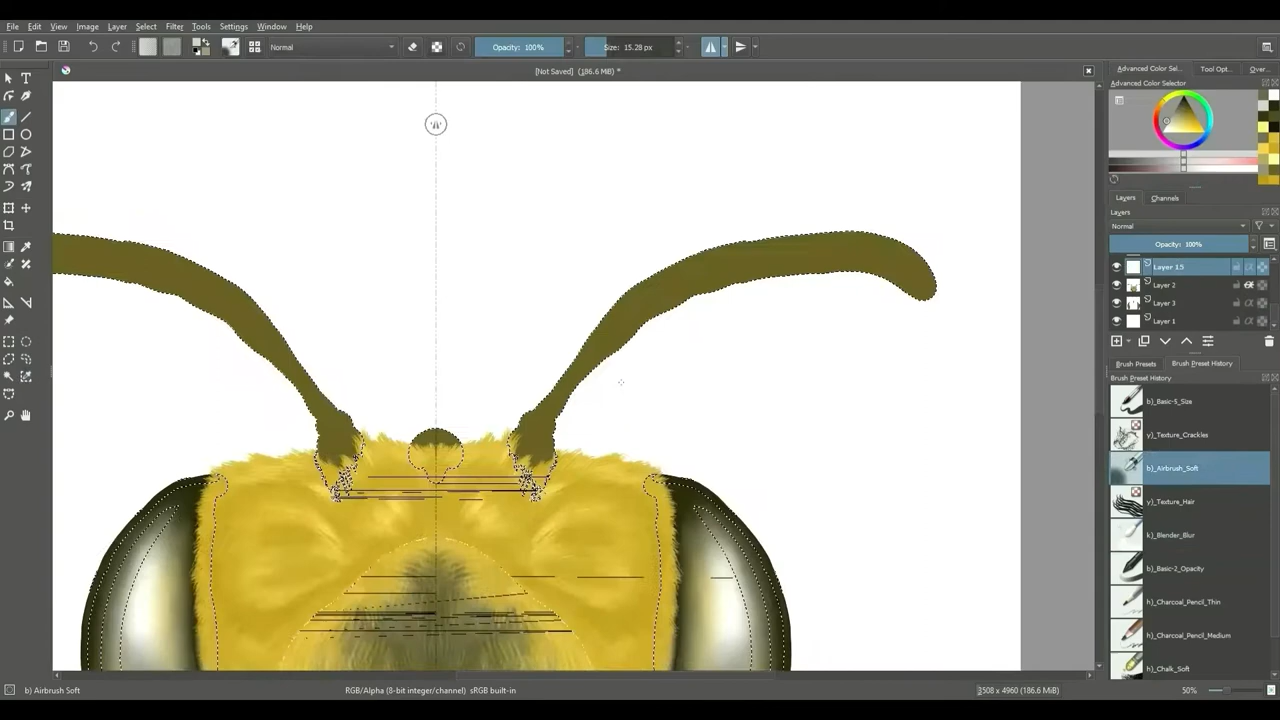 File Edit View Image Layer Select Filter Tools Settings Window Help
Normal Opacity: 100% Size: 15.28 px
[Not Saved] (186.6 MiB) *
Advanced Color Sel... Tool Opt... Over...
Advanced Color Selector
Layers Channels
Layers
Normal
Opacity: 100%
Layer 15
Layer 2
Layer 3
Layer 1
Brush Presets Brush Preset History
Brush Preset History
b)_Basic-5_Size
y)_Texture_Crackles
b)_Airbrush_Soft
y)_Texture_Hair
k)_Blender_Blur
b)_Basic-2_Opacity
h)_Charcoal_Pencil_Thin
h)_Charcoal_Pencil_Medium
h)_Chalk_Soft
b) Airbrush Soft RGB/Alpha (8-bit integer/channel) sRGB built-in 3508 x 4960 (186.6 MiB) 50%